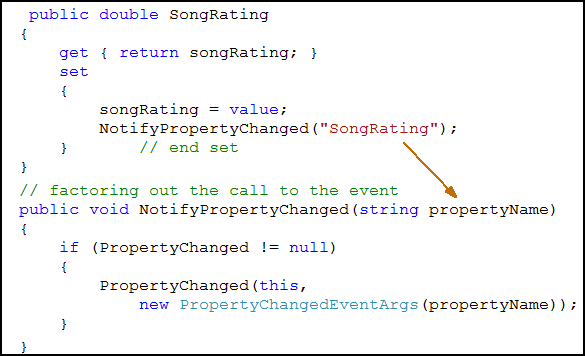 public double SongRating
{
    get { return songRating; }
    set
    {
        songRating = value;
        NotifyPropertyChanged("SongRating");
    }       // end set
}
// factoring out the call to the event
public void NotifyPropertyChanged(string propertyName)
{
    if (PropertyChanged != null)
    {
        PropertyChanged(this,
            new PropertyChangedEventArgs(propertyName));
    }
}